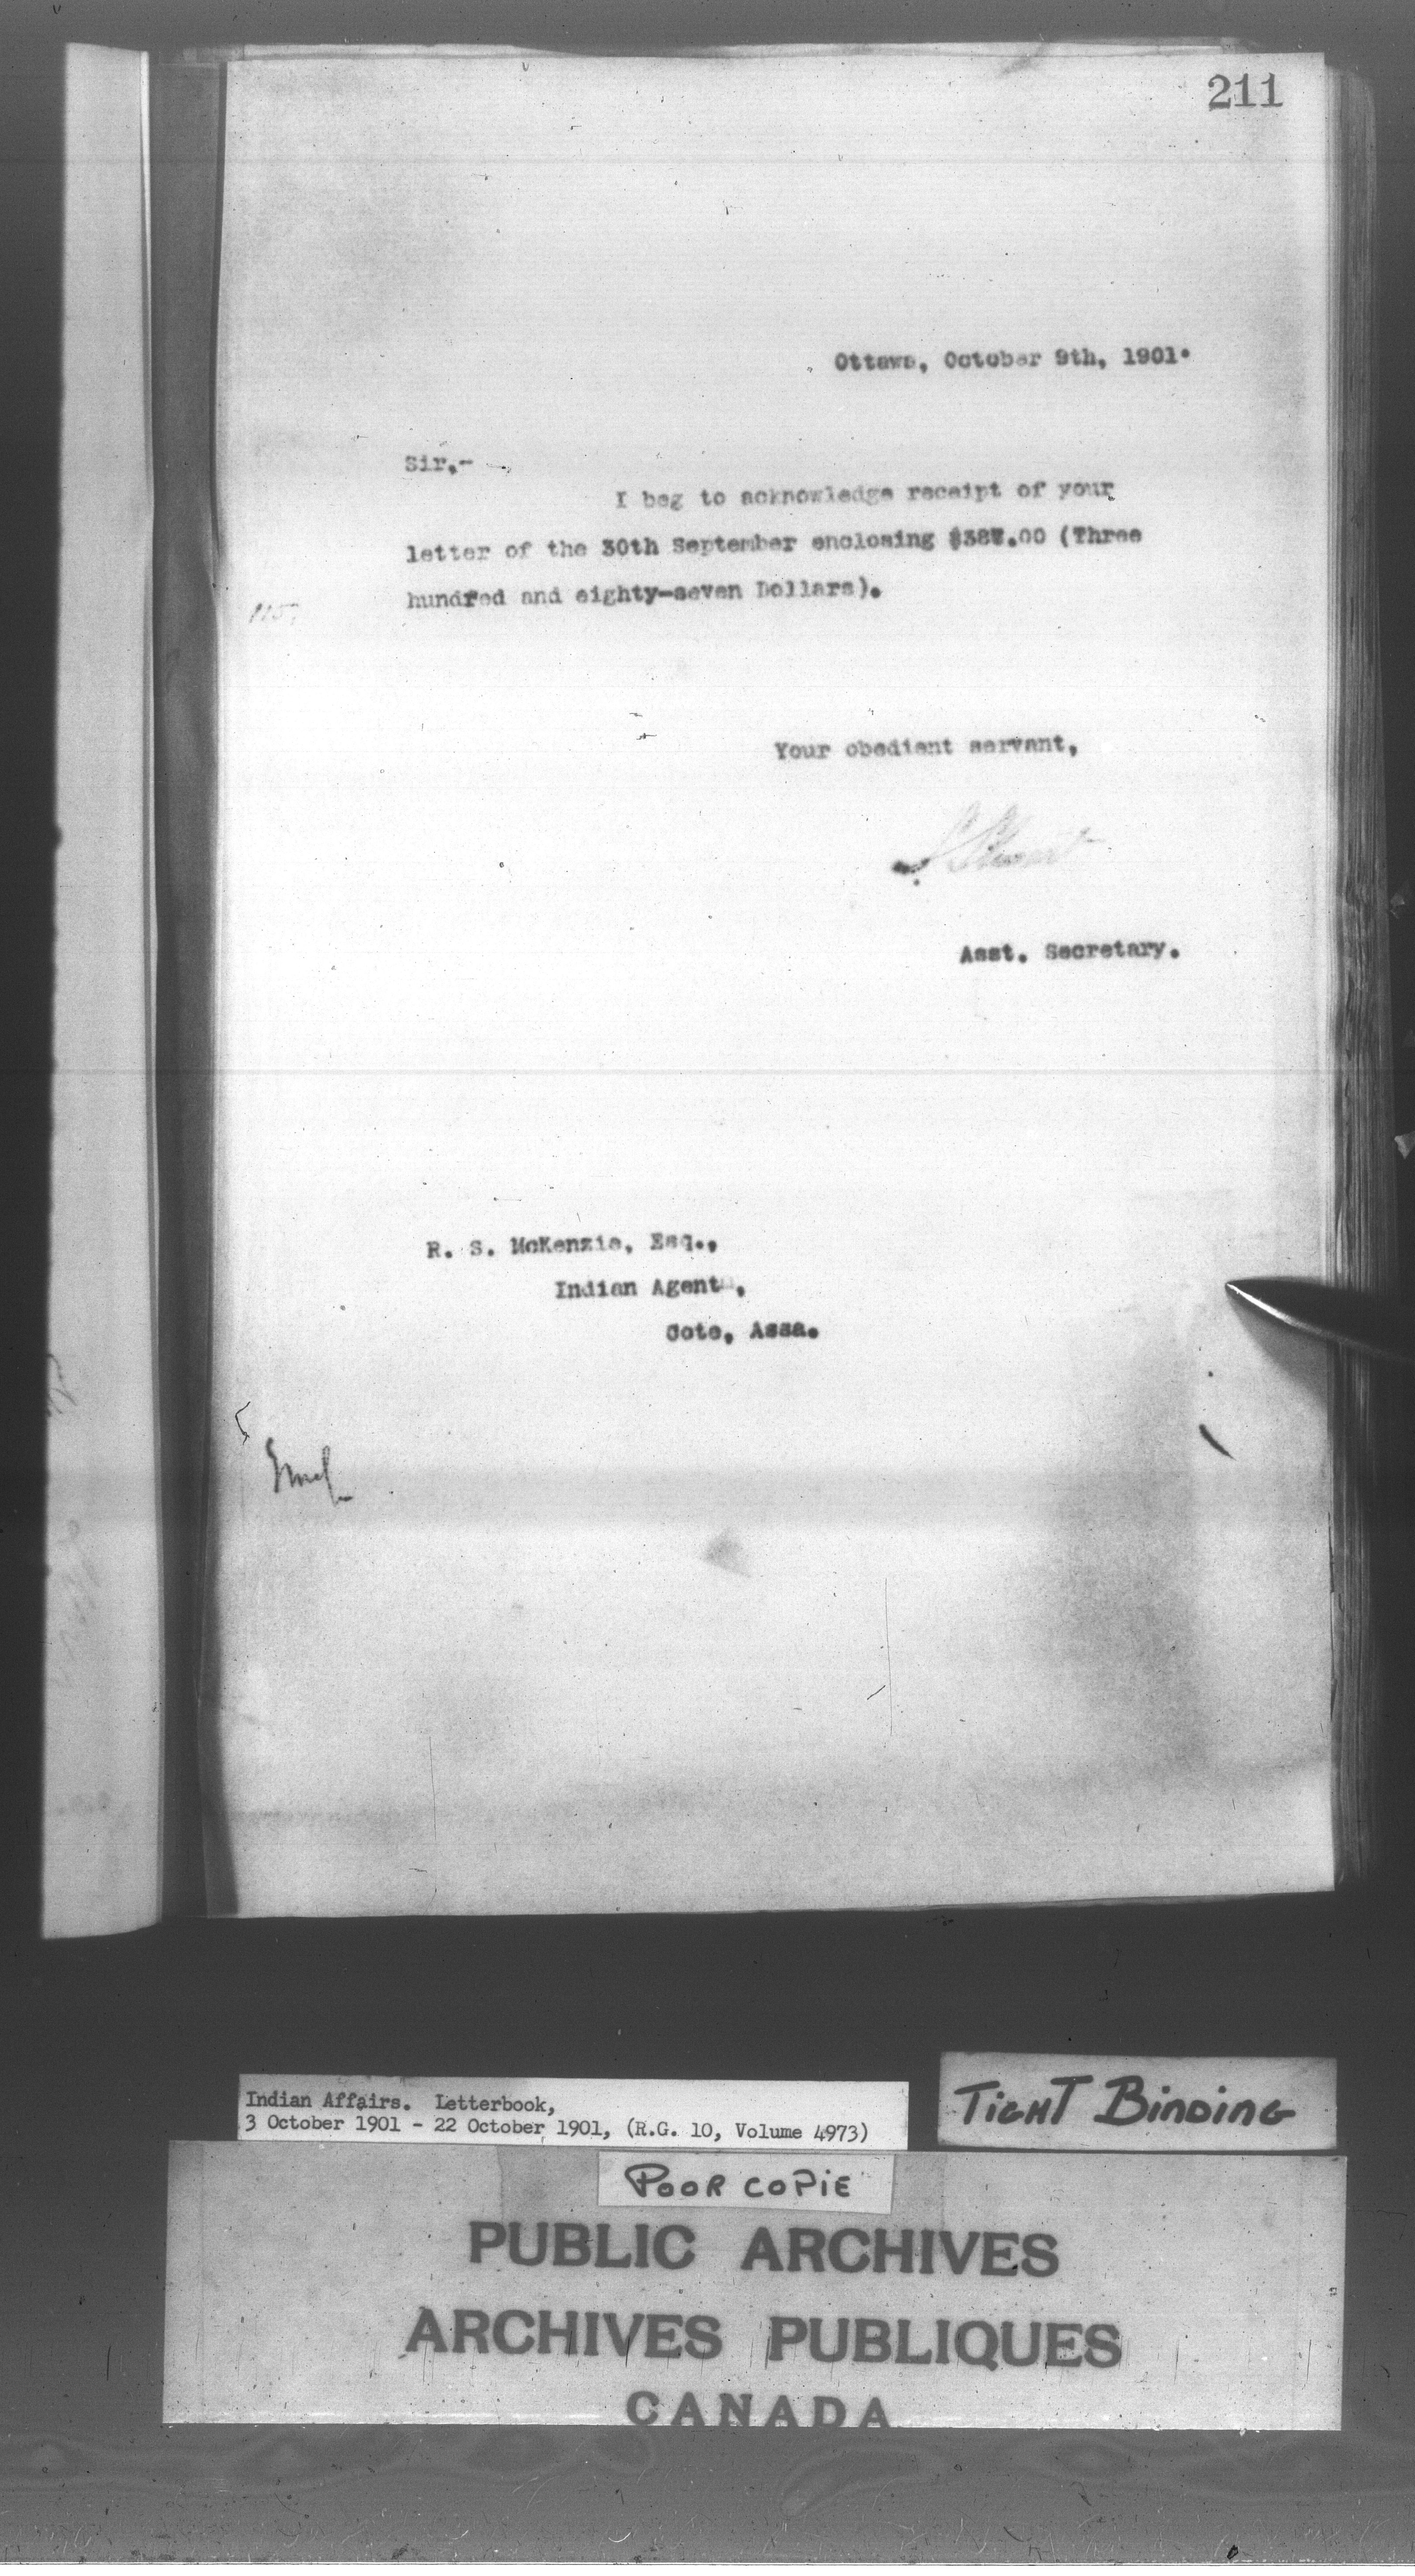 211
Ottawa, October 9th, 1901.
Sir,-
I beg to acknowledge receipt of your
letter of the 30th September enclosing $387.00 (Three
hundred and eighty-seven Dollars).
Your obedient servant,
S. Stewart
Asst. Secretary.
R. S. McKenzie, Esq.,
Indian Agent,
Cote, Assa.
Indian Affairs. Letterbook,
3 October 1901 - 22 October 1901, (R.G. 10, Volume 4973)
TIGHT BINDING
POOR COPIE
PUBLIC ARCHIVES
ARCHIVES PUBLIQUES
CANADA